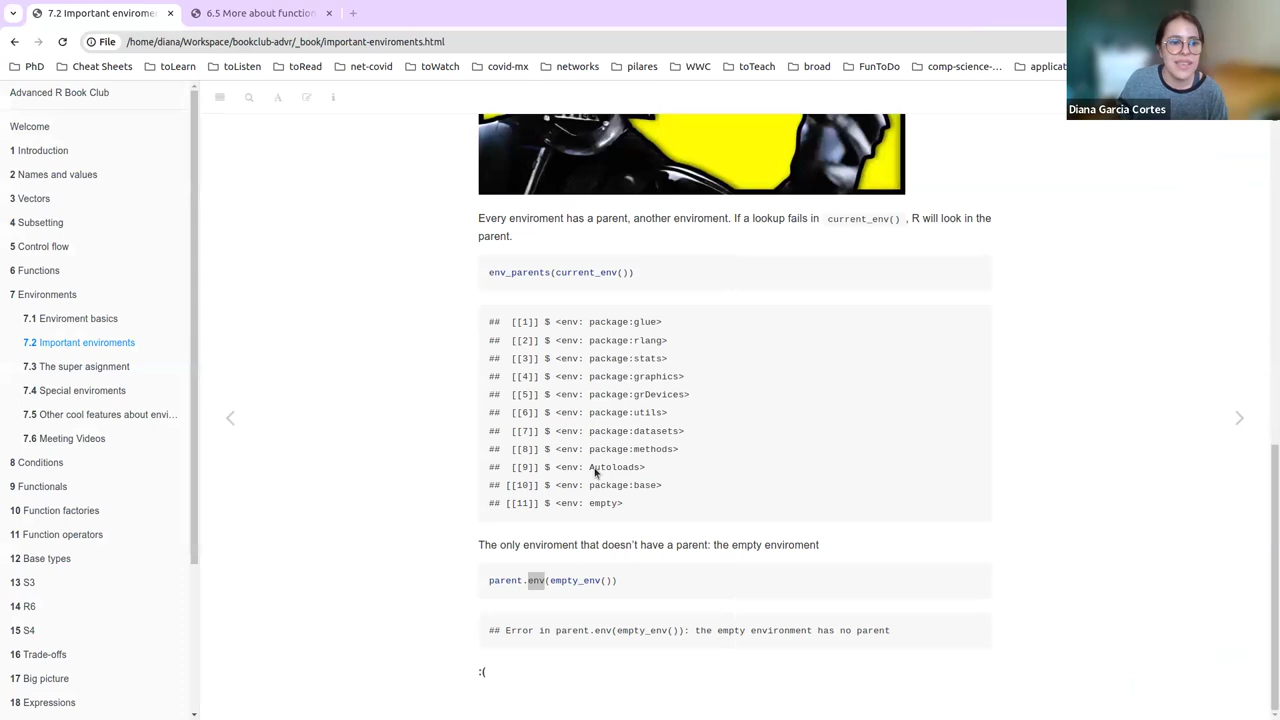 7.2 Important enviromen
6.5 More about function
File
/home/diana/Workspace/bookclub-advr/_book/important-enviroments.html
PhD
Cheat Sheets
toLearn
toListen
toRead
net-covid
toWatch
covid-mx
networks
pilares
WWC
toTeach
broad
FunToDo
comp-science-...
applicat
Diana García Cortes
Advanced R Book Club
Welcome
1 Introduction
2 Names and values
3 Vectors
4 Subsetting
5 Control flow
6 Functions
7 Environments
7.1 Enviroment basics
7.2 Important enviroments
7.3 The super asignment
7.4 Special enviroments
7.5 Other cool features about envi...
7.6 Meeting Videos
8 Conditions
9 Functionals
10 Function factories
11 Function operators
12 Base types
13 S3
14 R6
15 S4
16 Trade-offs
17 Big picture
18 Expressions
Every enviroment has a parent, another enviroment. If a lookup fails in current_env() , R will look in the
parent.
env_parents(current_env())
##  [[1]] $ <env: package:glue>
##  [[2]] $ <env: package:rlang>
##  [[3]] $ <env: package:stats>
##  [[4]] $ <env: package:graphics>
##  [[5]] $ <env: package:grDevices>
##  [[6]] $ <env: package:utils>
##  [[7]] $ <env: package:datasets>
##  [[8]] $ <env: package:methods>
##  [[9]] $ <env: Autoloads>
## [[10]] $ <env: package:base>
## [[11]] $ <env: empty>
The only enviroment that doesn't have a parent: the empty enviroment
parent.env(empty_env())
## Error in parent.env(empty_env()): the empty environment has no parent
:(